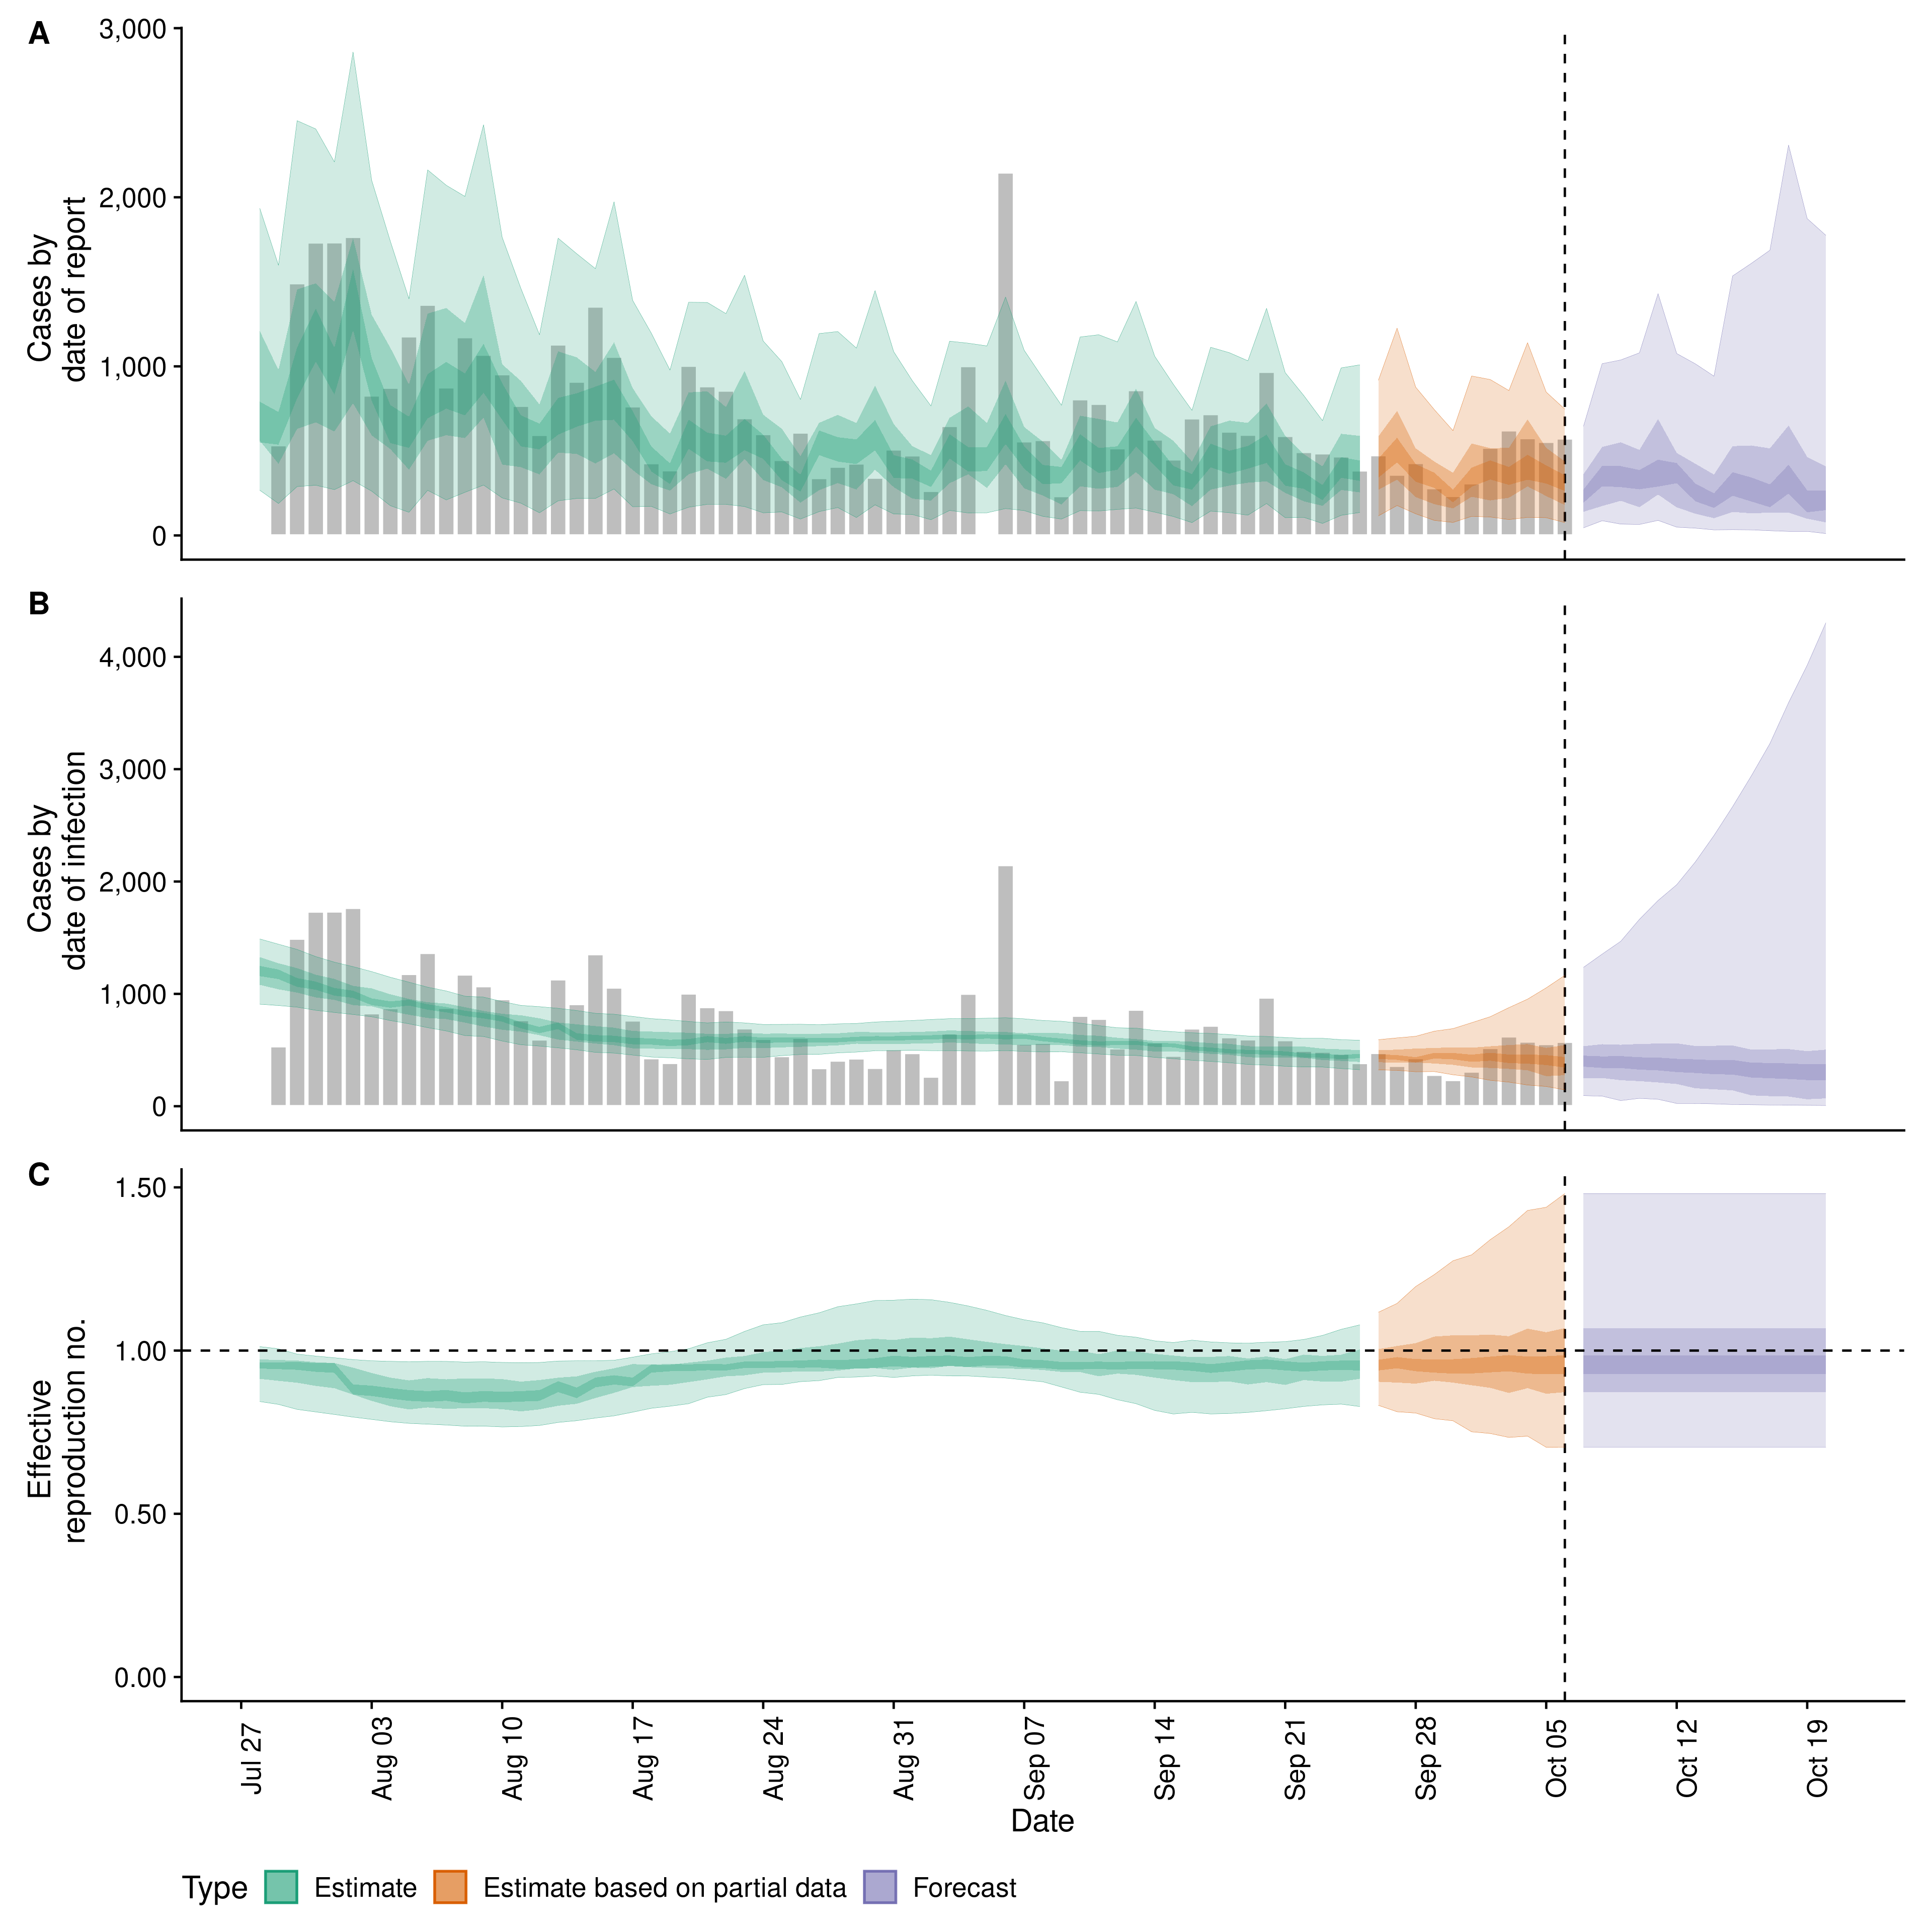 A
Cases by
date of report
3,000
2,000
1,000
0
B
Cases by
date of infection
4,000
3,000
2,000
1,000
0
C
Effective
reproduction no.
1.50
1.00
0.50
0.00
Jul 27
Aug 03
Aug 10
Aug 17
Aug 24
Aug 31
Sep 07
Sep 14
Sep 21
Sep 28
Oct 05
Oct 12
Oct 19
Date
Type Estimate Estimate based on partial data Forecast